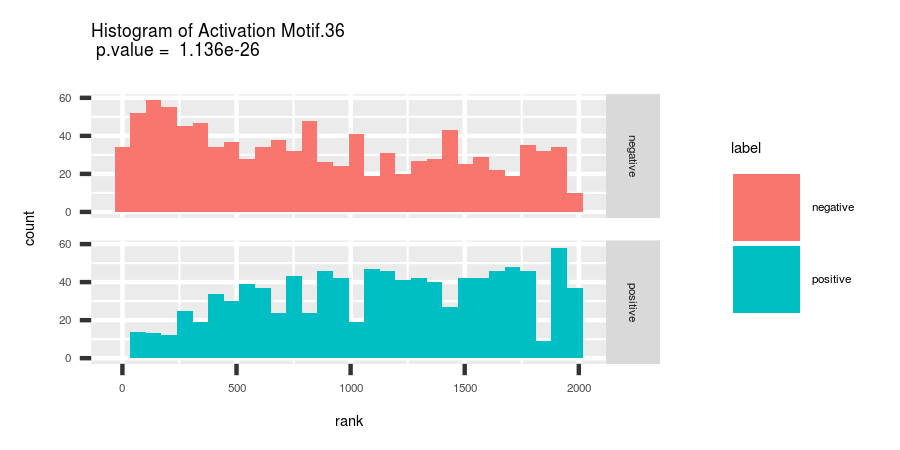 Histogram of Activation Motif.36
p.value = 1.136e-26
60
40
20
0
negative
60
40
20
0
positive
count
0 500 1000 1500 2000
rank
label
negative
positive